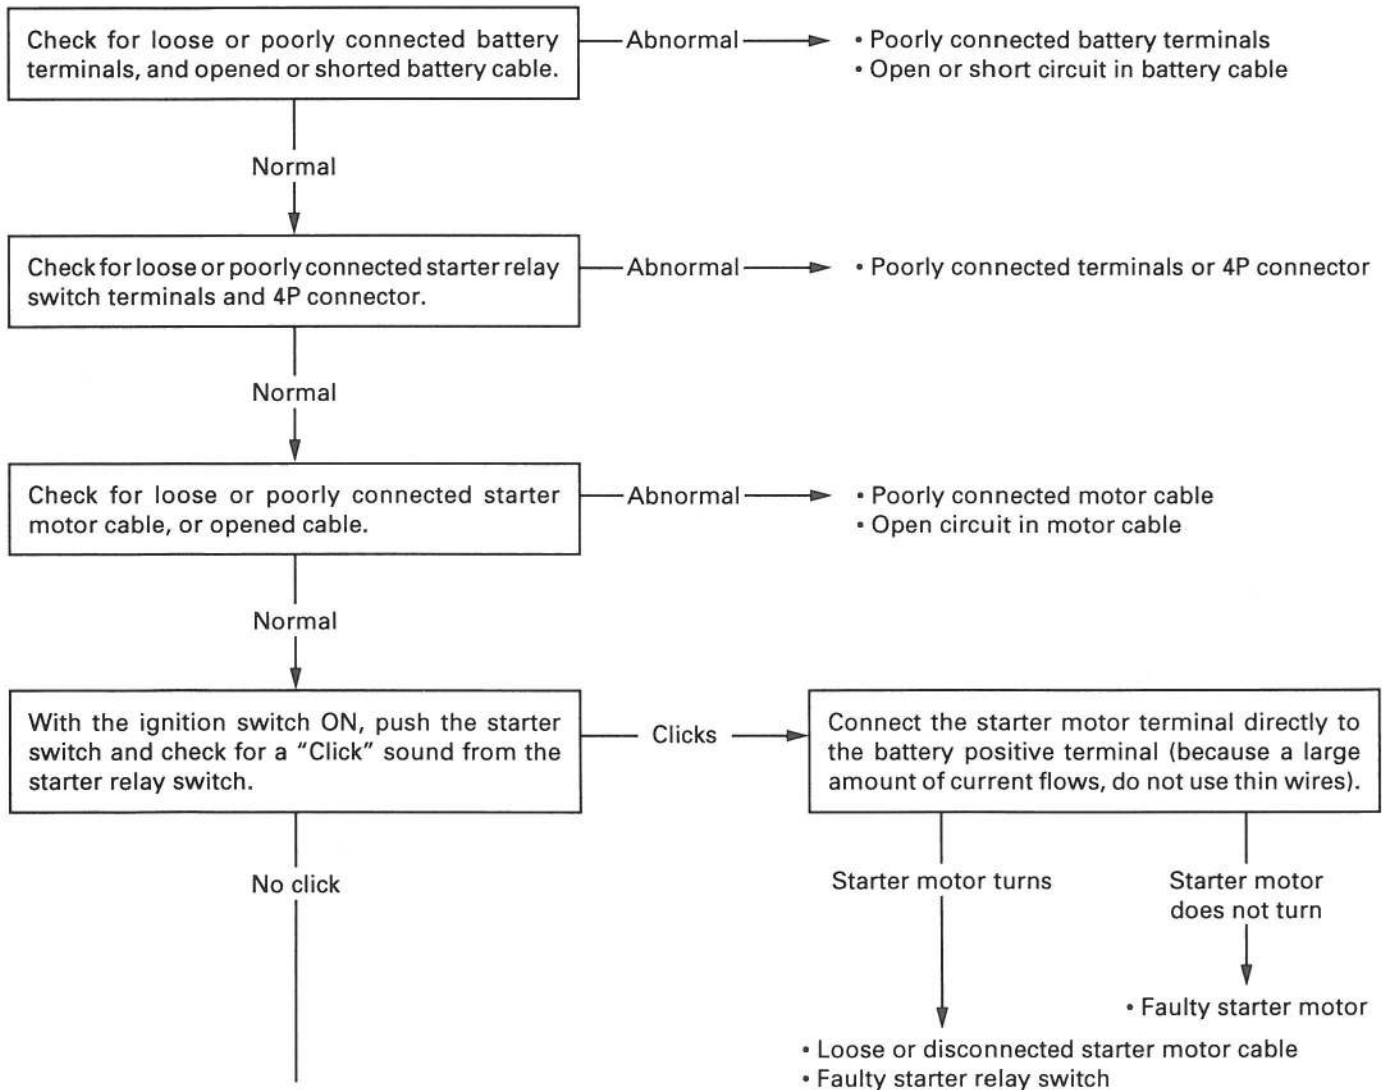 Check for loose or poorly connected battery
terminals, and opened or shorted battery cable.
Abnormal
• Poorly connected battery terminals
• Open or short circuit in battery cable
Normal
Check for loose or poorly connected starter relay
switch terminals and 4P connector.
Abnormal
• Poorly connected terminals or 4P connector
Normal
Check for loose or poorly connected starter
motor cable, or opened cable.
Abnormal
• Poorly connected motor cable
• Open circuit in motor cable
Normal
With the ignition switch ON, push the starter
switch and check for a “Click” sound from the
starter relay switch.
Clicks
Connect the starter motor terminal directly to
the battery positive terminal (because a large
amount of current flows, do not use thin wires).
No click
Starter motor turns
Starter motor
does not turn
• Faulty starter motor
• Loose or disconnected starter motor cable
• Faulty starter relay switch